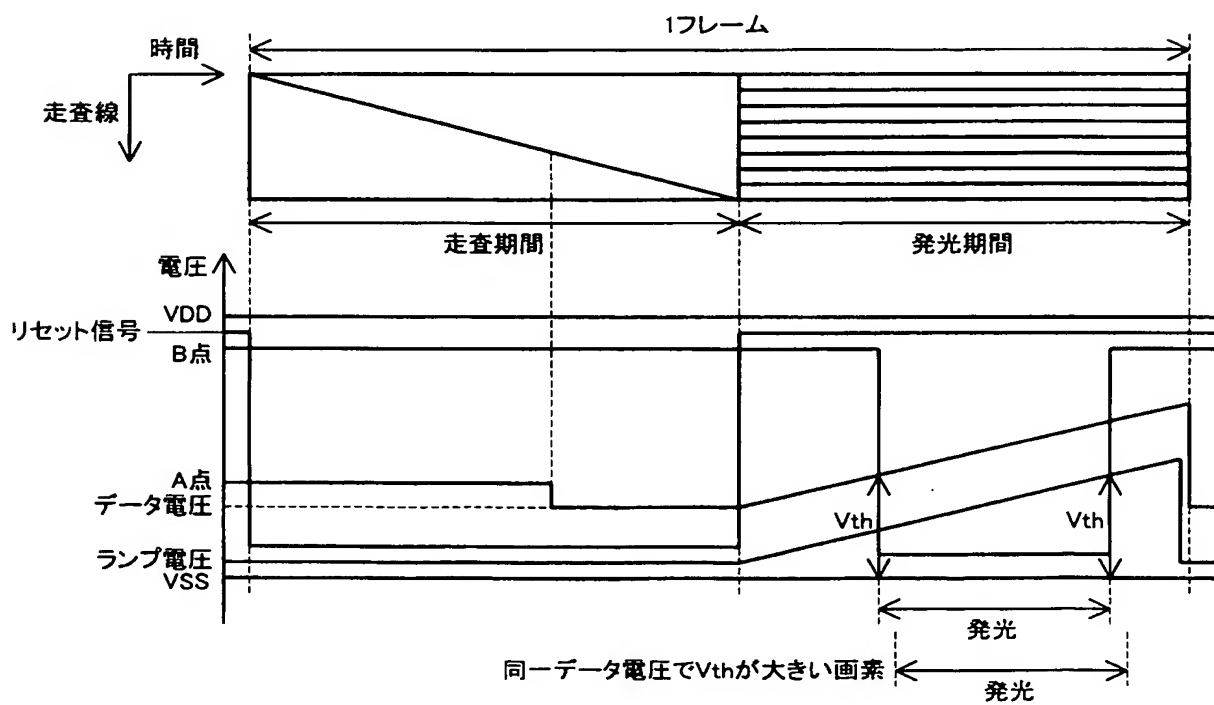 1フレーム
時間
走査線
走査期間
発光期間
電圧
VDD
リセット信号
B点
A点
データ電圧
Vth
Vth
ランプ電圧
VSS
発光
同一データ電圧でVthが大きい画素
発光